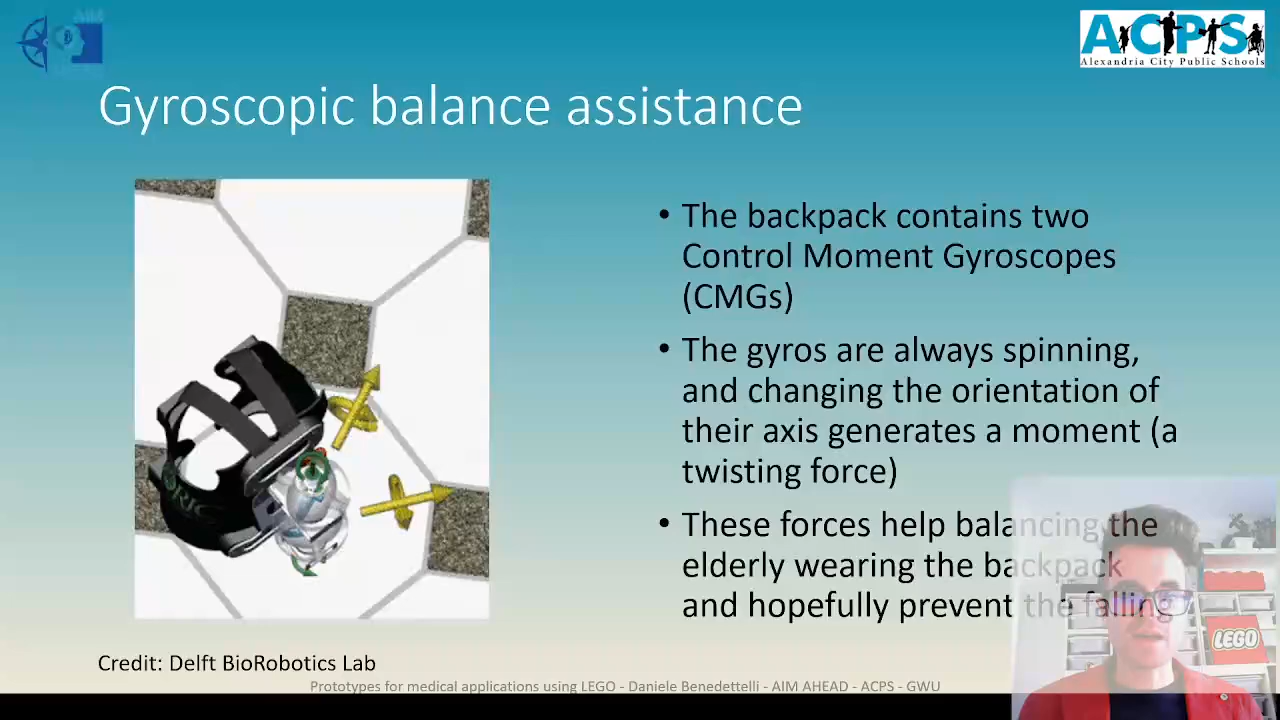 AIM
ACPS
Alexandria City Public Schools
Gyroscopic balance assistance
• The backpack contains two
Control Moment Gyroscopes
(CMGs)
• The gyros are always spinning,
and changing the orientation of
their axis generates a moment (a
twisting force)
• These forces help balancing the
elderly wearing the backpack
and hopefully prevent the falling
LEGO
Credit: Delft BioRobotics Lab
Prototypes for medical applications using LEGO - Daniele Benedettelli - AIM AHEAD - ACPS - GWU